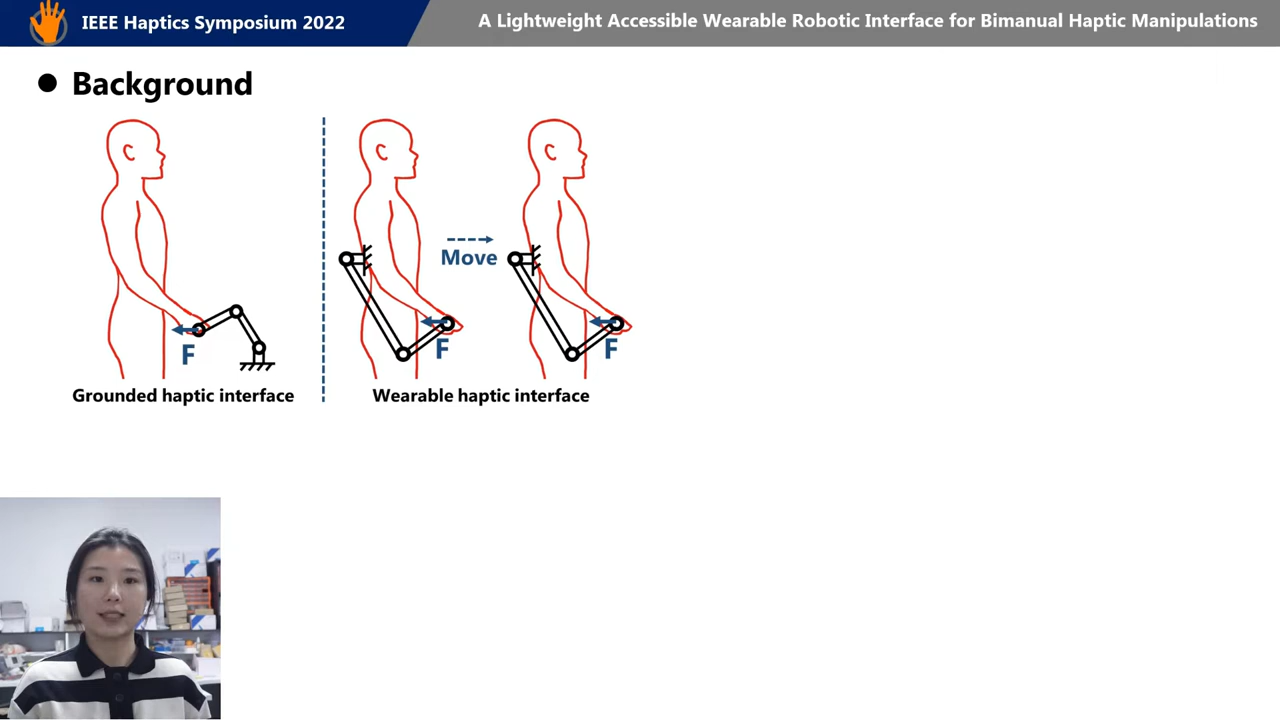 IEEE Haptics Symposium 2022
A Lightweight Accessible Wearable Robotic Interface for Bimanual Haptic Manipulations
● Background
Move
F
F
F
Grounded haptic interface
Wearable haptic interface